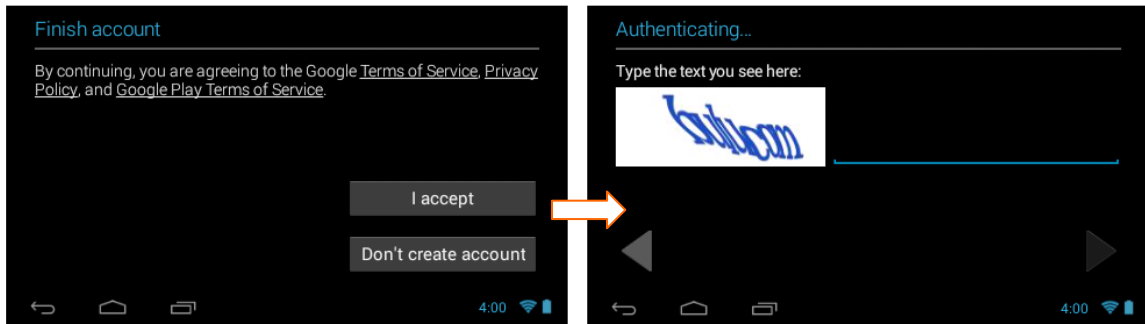 Finish account
By continuing, you are agreeing to the Google Terms of Service, Privacy
Policy, and Google Play Terms of Service.
I accept
Don't create account
4:00
Authenticating...
Type the text you see here:
4:00